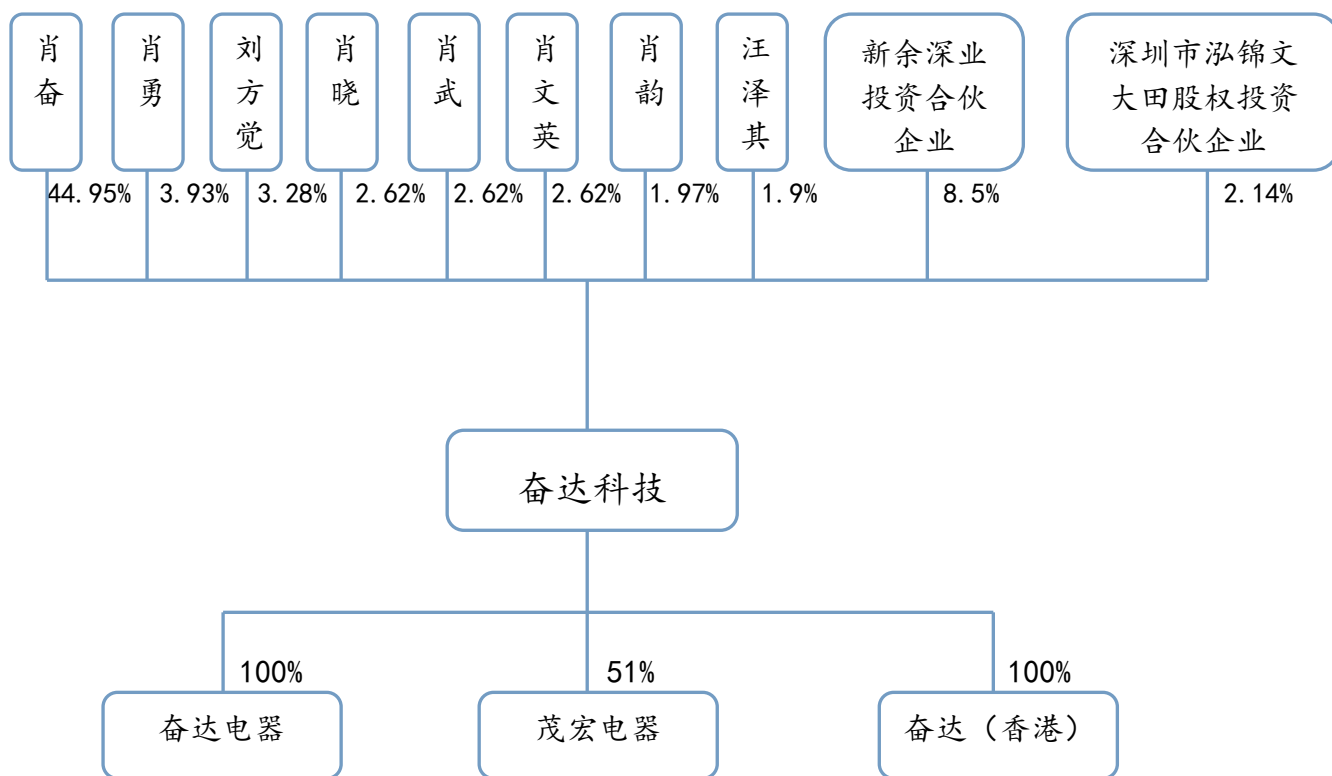 肖奋
肖勇
刘方觉
肖晓
肖武
肖文英
肖韵
汪泽其
新余深业
投资合伙
企业
深圳市泓锦文
大田股权投资
合伙企业
44.95%
3.93%
3.28%
2.62%
2.62%
2.62%
1.97%
1.9%
8.5%
2.14%
奋达科技
100%
51%
100%
奋达电器
茂宏电器
奋达（香港）